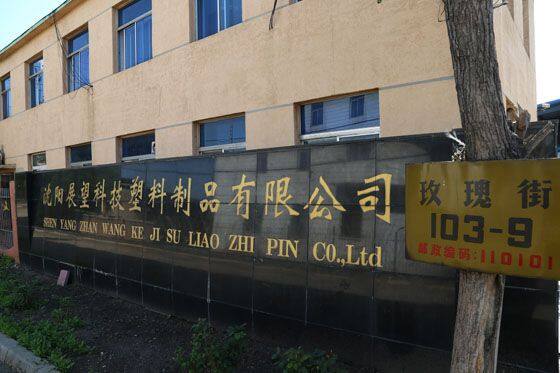 沈阳展望科技塑料制品有限公司
SHEN YANG ZHAN WANG KE JI SU LIAO ZHI PIN CO.,Ltd
玫瑰街
103-9
邮政编码:110101